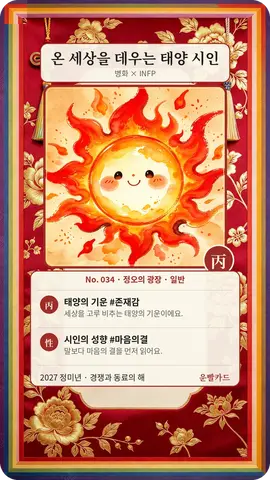 온 세상을 데우는 태양 시인
병화 × INFP
丙
No. 034 · 정오의 광장 · 일반
丙
태양의 기운 #존재감
세상을 고루 비추는 태양의 기운이에요.
性
시인의 성향 #마음의결
말보다 마음의 결을 먼저 읽어요.
2027 정미년 · 경쟁과 동료의 해
운빨카드